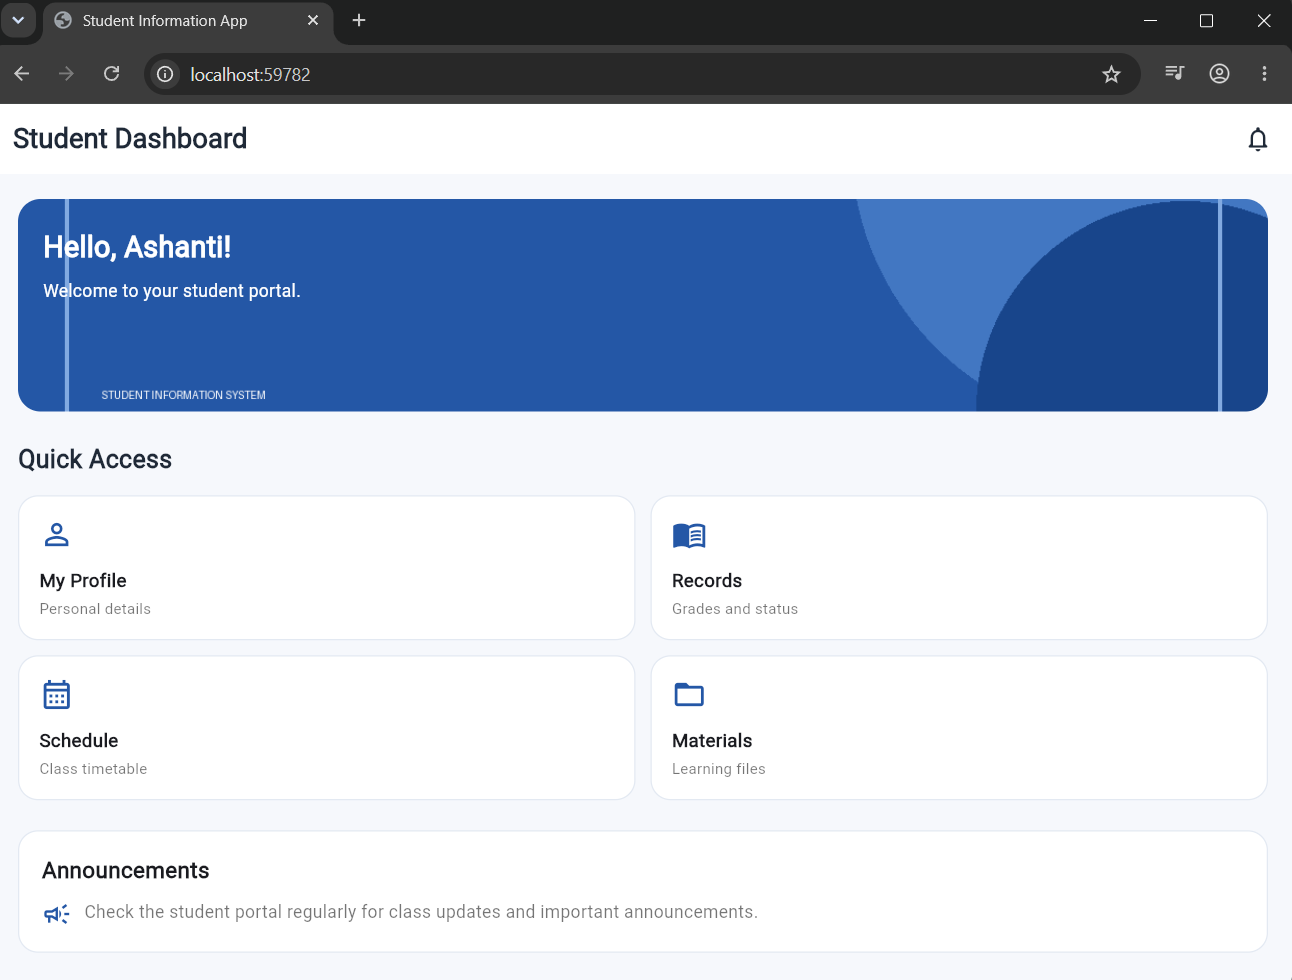 Student Information App
localhost:59782
Student Dashboard
Hello, Ashanti!
Welcome to your student portal.
STUDENT INFORMATION SYSTEM
Quick Access
My Profile
Personal details
Records
Grades and status
Schedule
Class timetable
Materials
Learning files
Announcements
Check the student portal regularly for class updates and important announcements.